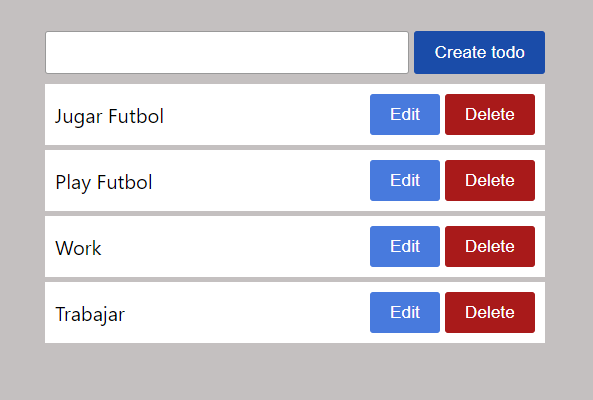 Create todo
Jugar Futbol Edit Delete
Play Futbol Edit Delete
Work Edit Delete
Trabajar Edit Delete